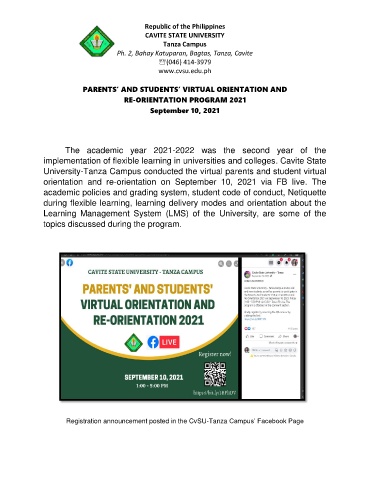 Republic of the Philippines
CAVITE STATE UNIVERSITY
Tanza Campus
Ph. 2, Bahay Katuparan, Bagtas, Tanza, Cavite
(046) 414-3979
www.cvsu.edu.ph
PARENTS' AND STUDENTS' VIRTUAL ORIENTATION AND
RE-ORIENTATION PROGRAM 2021
September 10, 2021
The academic year 2021-2022 was the second year of the
implementation of flexible learning in universities and colleges. Cavite State
University-Tanza Campus conducted the virtual parents and student virtual
orientation and re-orientation on September 10, 2021 via FB live. The
academic policies and grading system, student code of conduct, Netiquette
during flexible learning, learning delivery modes and orientation about the
Learning Management System (LMS) of the University, are some of the
topics discussed during the program.
CAVITE STATE UNIVERSITY - TANZA CAMPUS
PARENTS' AND STUDENTS'
VIRTUAL ORIENTATION AND
RE-ORIENTATION 2021
LIVE
Register now!
SEPTEMBER 10, 2021
1:00 - 5:00 PM
Registration announcement posted in the CvSU-Tanza Campus' Facebook Page